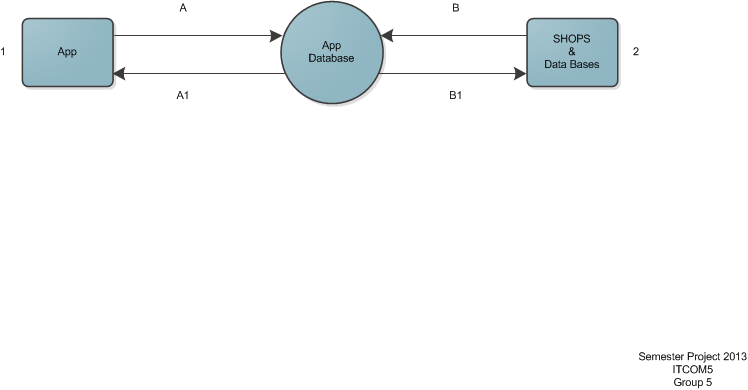 A
B
1
App
App
Database
SHOPS
&
Data Bases
2
A1
B1
Semester Project 2013
ITCOM5
Group 5